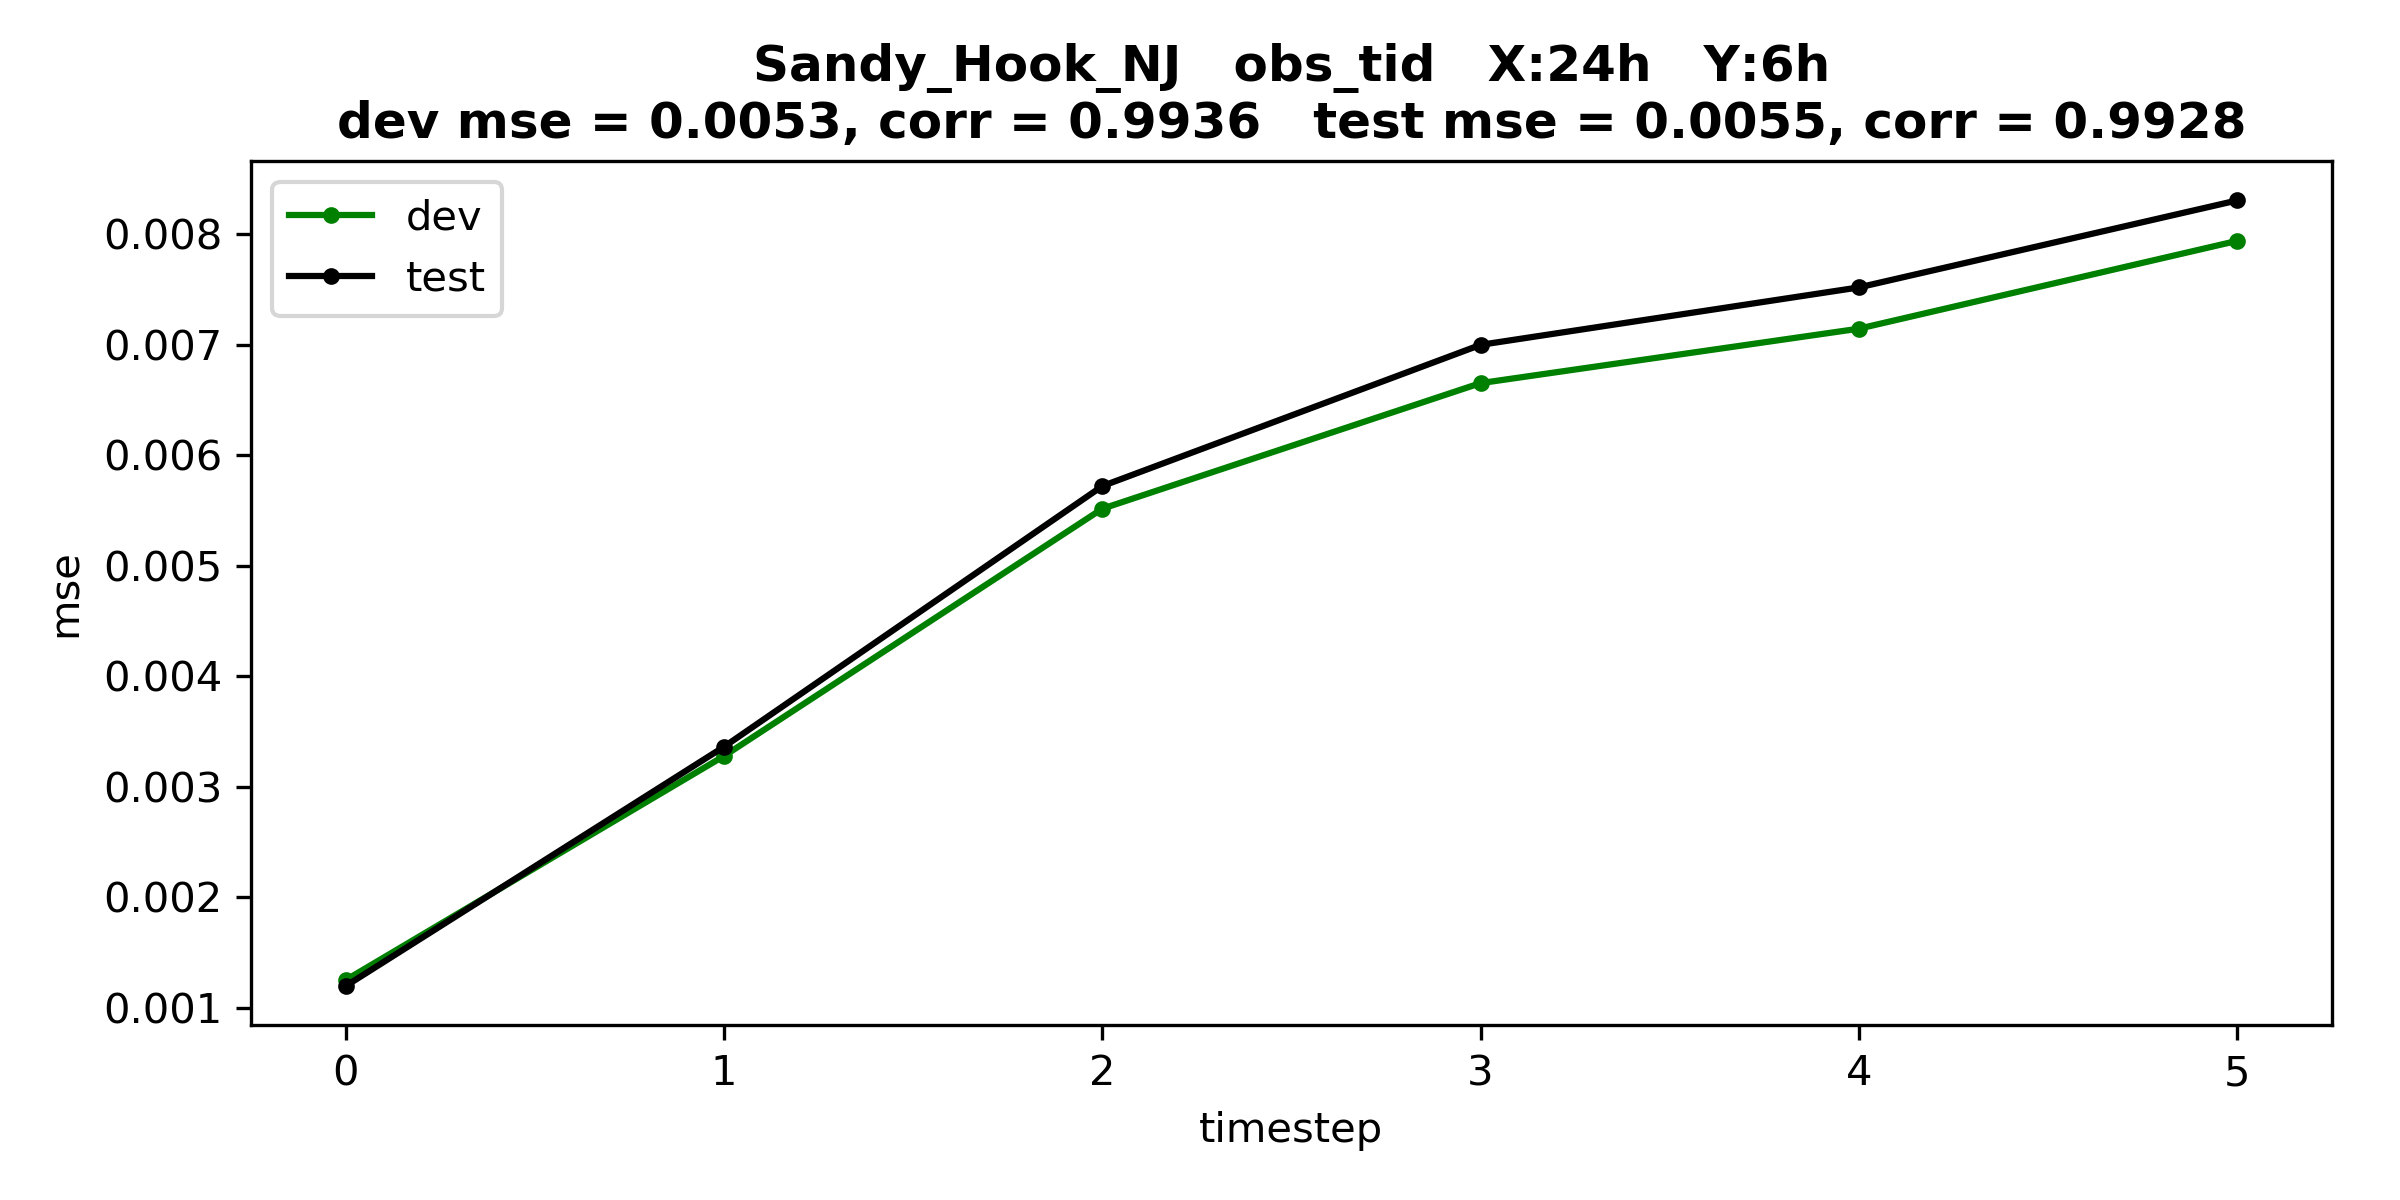 Sandy_Hook_NJ   obs_tid   X:24h   Y:6h
dev mse = 0.0053, corr = 0.9936   test mse = 0.0055, corr = 0.9928
dev
test
0.008
0.007
0.006
0.005
0.004
0.003
0.002
0.001
mse
0 1 2 3 4 5
timestep